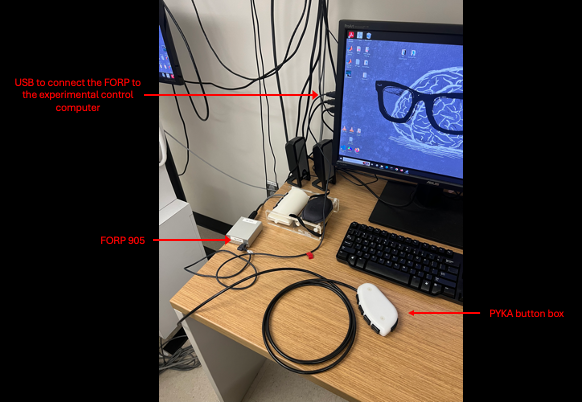 USB to connect the FORP to
the experimental control
computer
FORP 905
PYKA button box